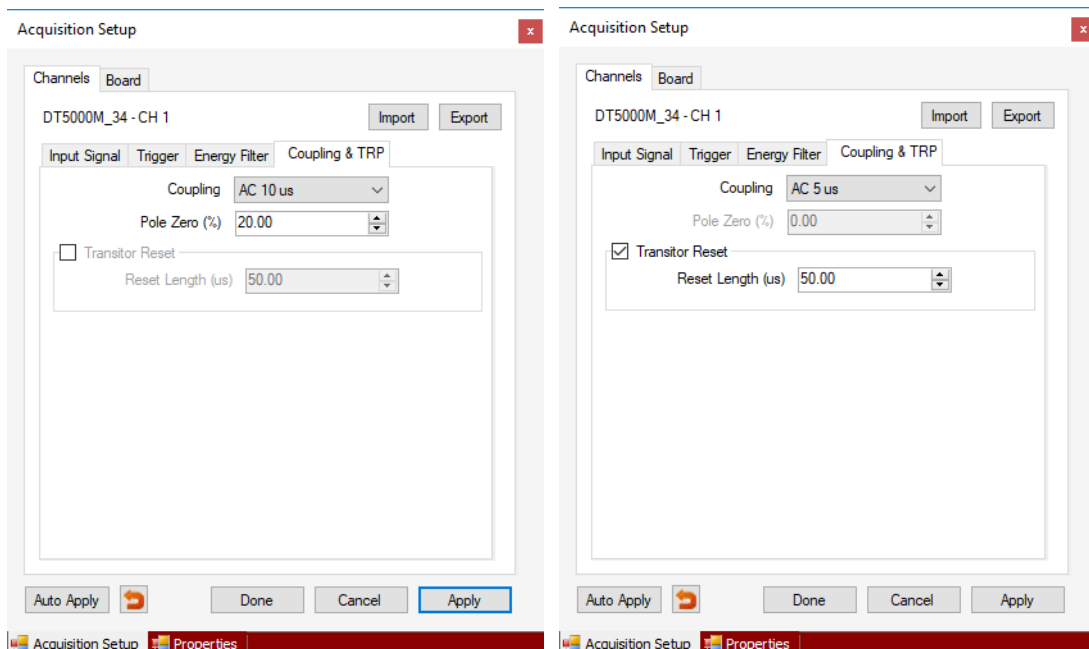 Acquisition Setup
x
Channels Board
DT5000M_34 - CH 1
Import Export
Input Signal Trigger Energy Filter Coupling & TRP
Coupling AC 10 us
Pole Zero (%) 20.00
Transitor Reset
Reset Length (us) 50.00
Auto Apply Done Cancel Apply
Acquisition Setup Properties
Acquisition Setup
x
Channels Board
DT5000M_34 - CH 1
Import Export
Input Signal Trigger Energy Filter Coupling & TRP
Coupling AC 5 us
Pole Zero (%) 0.00
Transitor Reset
Reset Length (us) 50.00
Auto Apply Done Cancel Apply
Acquisition Setup Properties